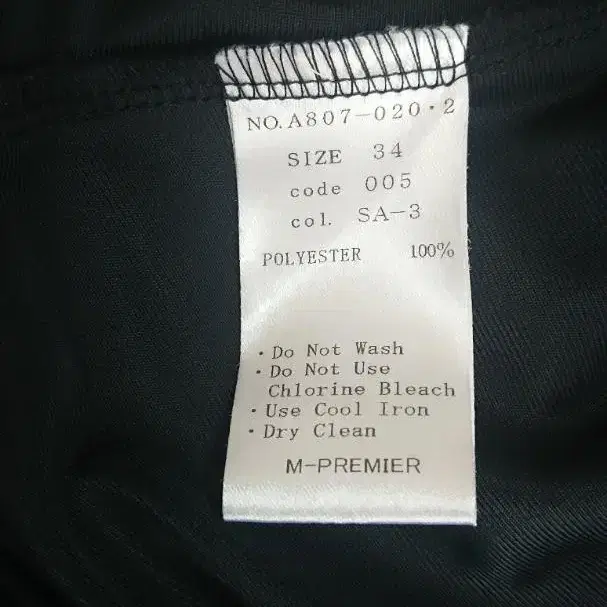 NO.A807-020・2
SIZE 34
code 005
col. SA-3
POLYESTER 100%
・Do Not Wash
・Do Not Use
Chlorine Bleach
・Use Cool Iron
・Dry Clean
M-PREMIER